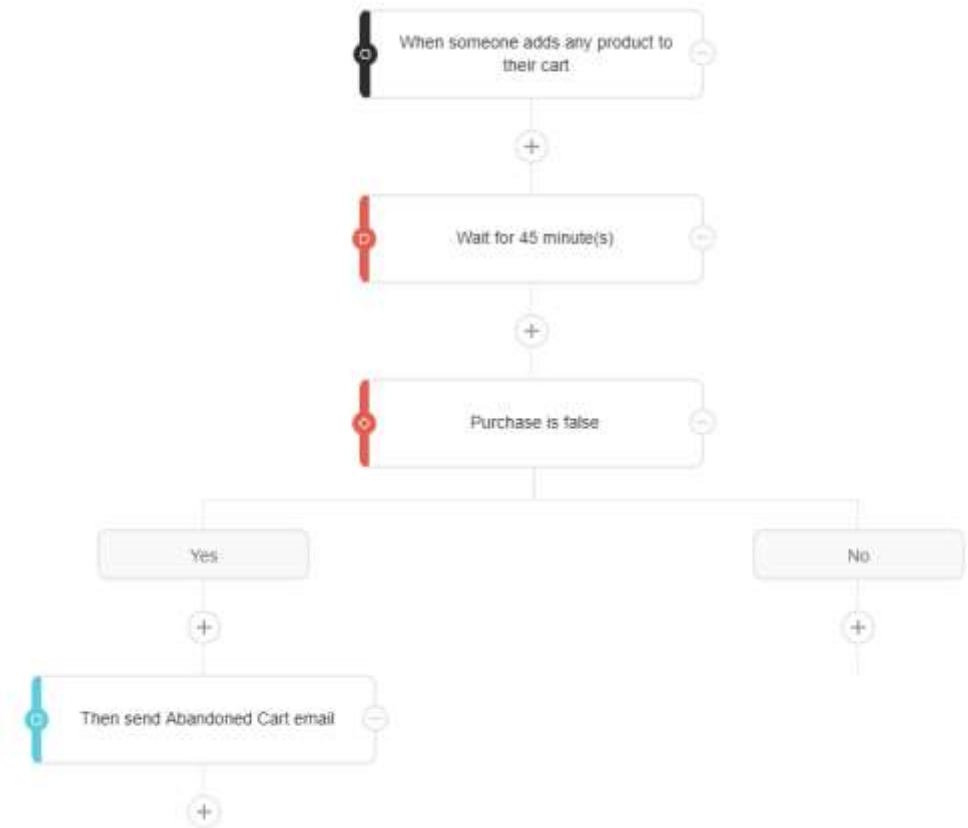 When someone adds any product to
their cart
Wait for 45 minute(s)
Purchase is false
Yes
No
Then send Abandoned Cart email